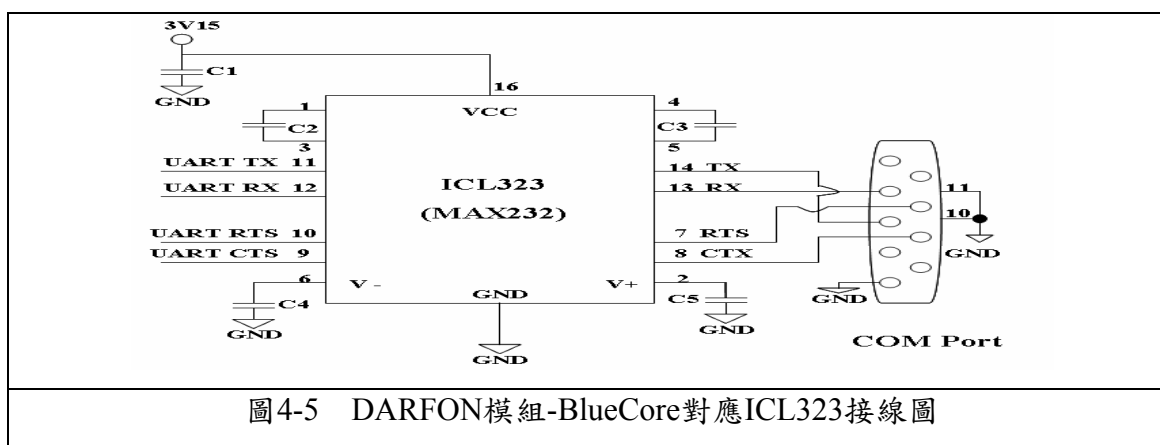 3V15
C1
GND
16
VCC
1
C2
3
4
C3
5
UART TX 11
UART RX 12
ICL323
(MAX232)
14 TX
13 RX
11
10
GND
UART RTS 10
UART CTS 9
7 RTS
8 CTX
6
V -
C4
GND
GND
GND
V+
2
C5
GND
GND
COM Port
圖4-5 DARFON模組-BlueCore對應ICL323接線圖